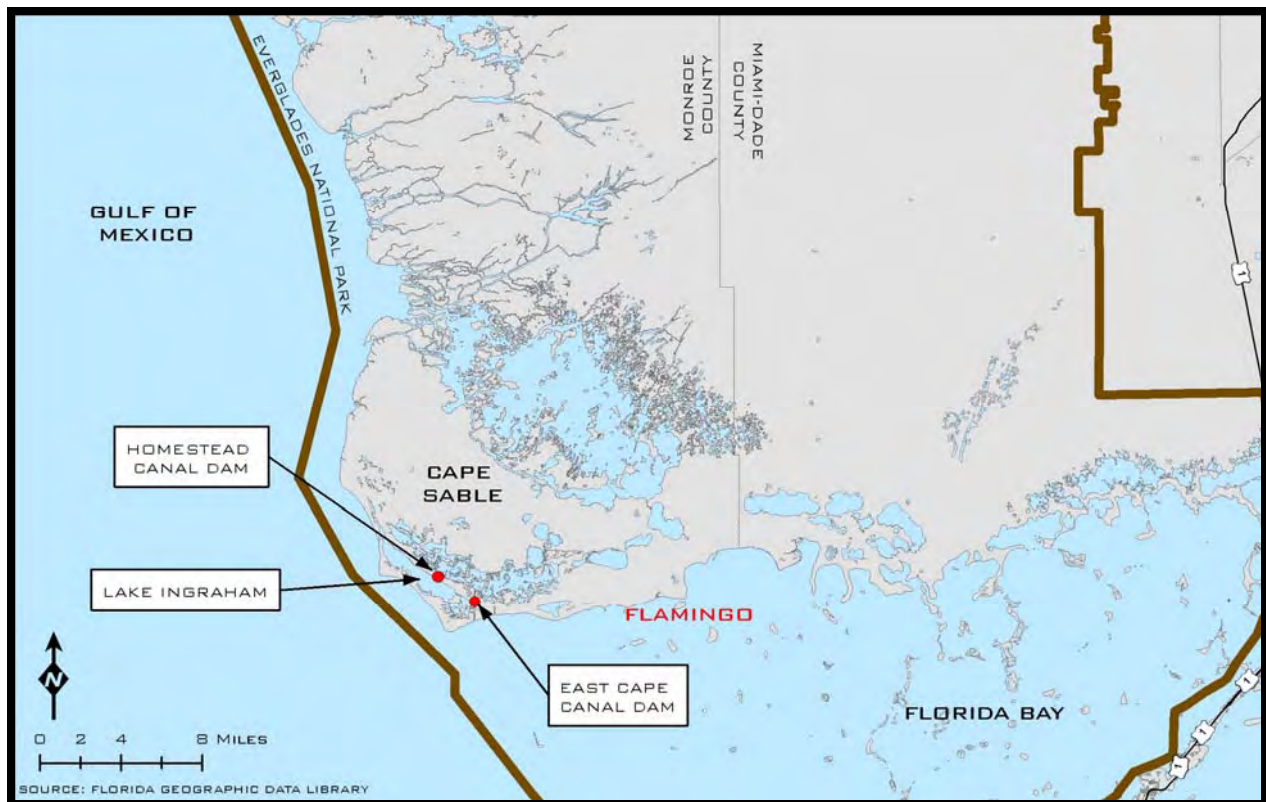 EVERGLADES NATIONAL PARK
MONROE
COUNTY
MIAMI-DADE
COUNTY
GULF OF
MEXICO
1
HOMESTEAD
CANAL DAM
CAPE
SABLE
LAKE INGRAHAM
FLAMINGO
EAST CAPE
CANAL DAM
FLORIDA BAY
1
1
1
N
0 2 4 8 MILES
SOURCE: FLORIDA GEOGRAPHIC DATA LIBRARY